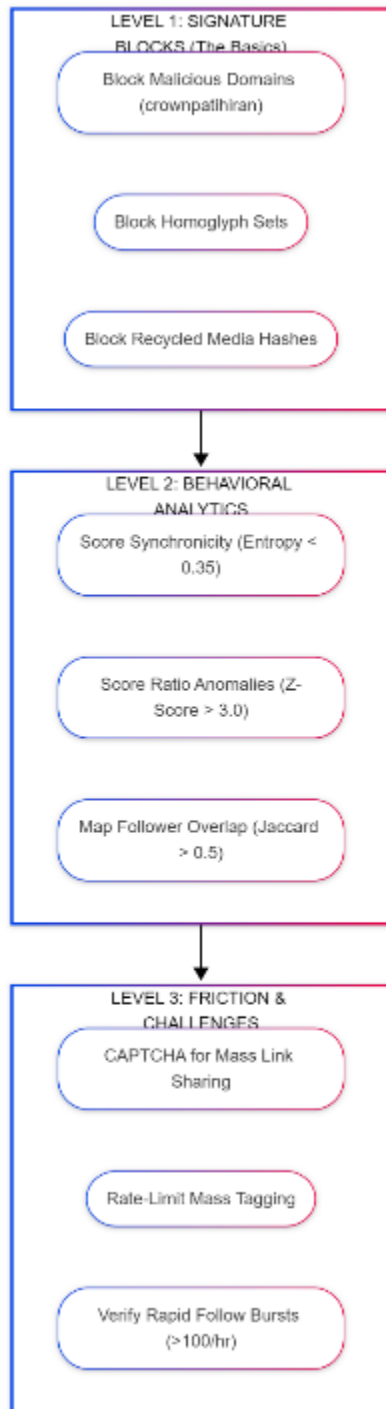 LEVEL 1: SIGNATURE
BLOCKS (The Basics)
Block Malicious Domains
(crownpatlhiran)
Block Homoglyph Sets
Block Recycled Media Hashes
LEVEL 2: BEHAVIORAL
ANALYTICS
Score Synchronicity (Entropy <
0.35)
Score Ratio Anomalies (Z-
Score > 3.0)
Map Follower Overlap (Jaccard
> 0.5)
LEVEL 3: FRICTION &
CHALLENGES
CAPTCHA for Mass Link
Sharing
Rate-Limit Mass Tagging
Verify Rapid Follow Bursts
(>100/hr)